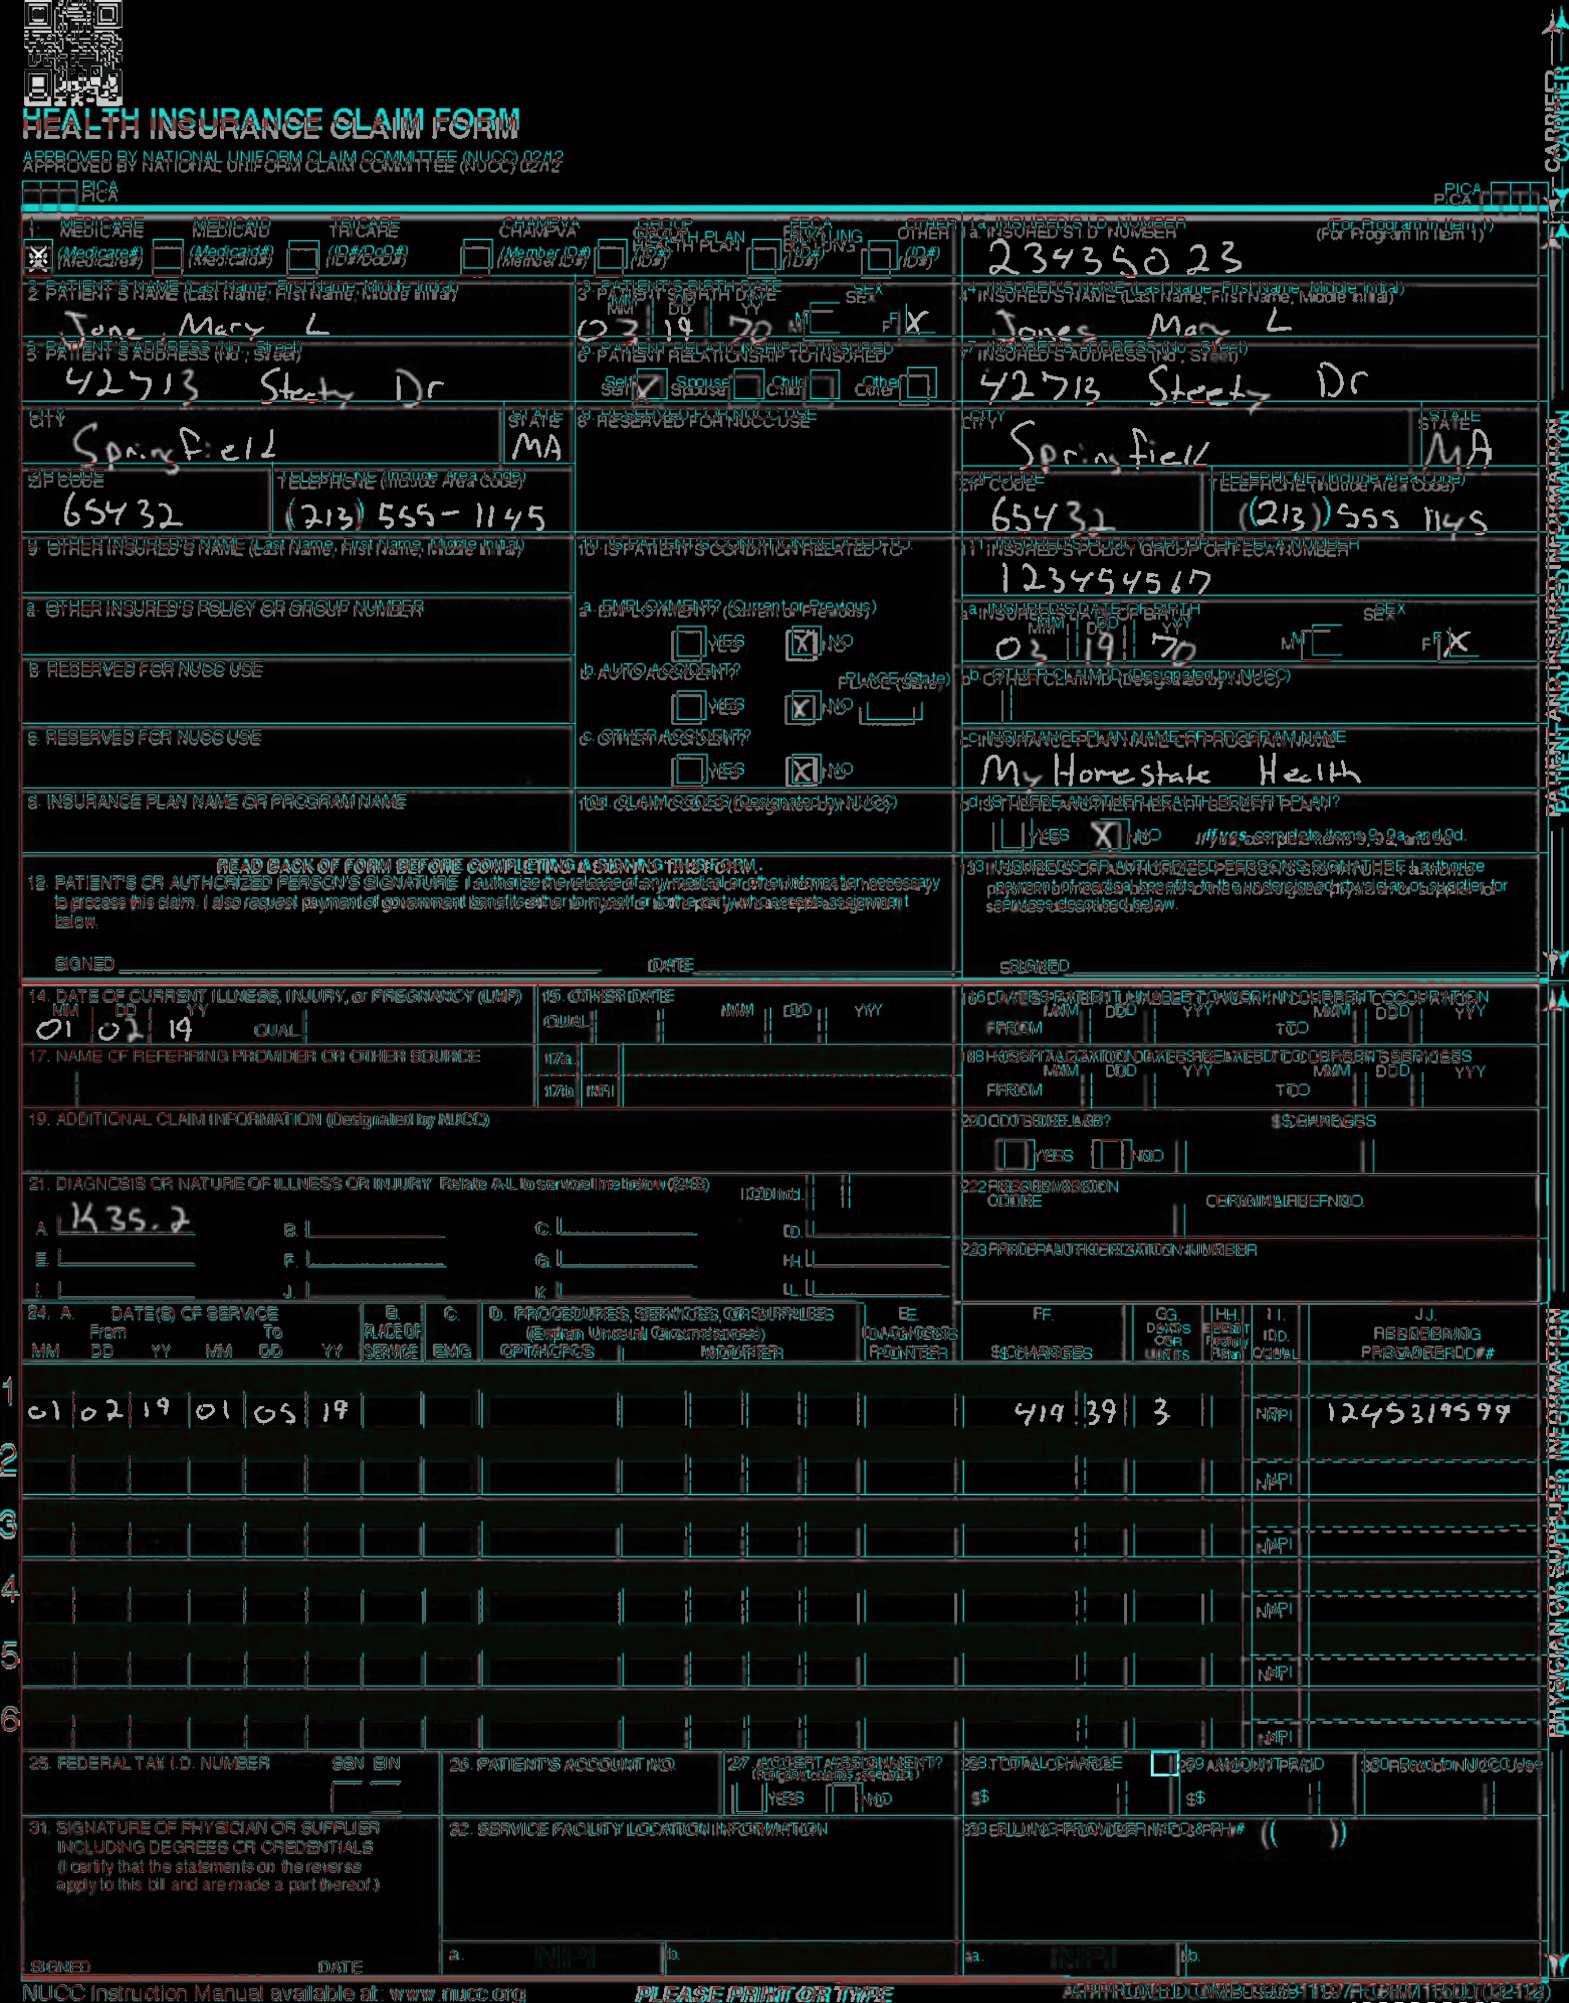 HEALTH INSURANCE CLAIM FORM
APPROVED BY NATIONAL UNIFORM CLAIM COMMITTEE (NUCC) 02/12
PICA PICA
CARRIER
1. MEDICARE MEDICAID TRICARE CHAMPVA GROUP HEALTH PLAN FECA BLK LUNG OTHER
X (Medicare#) (Medicaid#) (ID#/DoD#) (Member ID#) (ID#) (ID#) (ID#)
1a. INSURED'S I.D. NUMBER (For Program in Item 1)
234350 23
2. PATIENT'S NAME (Last Name, First Name, Middle Initial)
Jone, Mary L
3. PATIENT'S BIRTH DATE SEX
MM DD YY
03 19 70 M F X
4. INSURED'S NAME (Last Name, First Name, Middle Initial)
Jones Mary L
5. PATIENT'S ADDRESS (No., Street)
42713 Dr
6. PATIENT RELATIONSHIP TO INSURED
Self X Spouse Child Other
7. INSURED'S ADDRESS (No., Street)
42713 Dr
CITY STATE
Springfield MA
8. RESERVED FOR NUCC USE
CITY STATE
Springfield MA
ZIP CODE TELEPHONE (Include Area Code)
65432 (213) 555-1145
ZIP CODE TELEPHONE (Include Area Code)
65432 (213) 555 1145
9. OTHER INSURED'S NAME (Last Name, First Name, Middle Initial)
10. IS PATIENT'S CONDITION RELATED TO:
11. INSURED'S POLICY GROUP OR FECA NUMBER
123454567
a. OTHER INSURED'S POLICY OR GROUP NUMBER
a. EMPLOYMENT? (Current or Previous)
YES X NO
a. INSURED'S DATE OF BIRTH SEX
MM DD YY
03 19 70 M F X
b. RESERVED FOR NUCC USE
b. AUTO ACCIDENT? PLACE (State)
YES X NO
b. OTHER CLAIM ID (Designated by NUCC)
c. RESERVED FOR NUCC USE
c. OTHER ACCIDENT?
YES X NO
c. INSURANCE PLAN NAME OR PROGRAM NAME
My Homestate Health
d. INSURANCE PLAN NAME OR PROGRAM NAME
10d. CLAIM CODES (Designated by NUCC)
d. IS THERE ANOTHER HEALTH BENEFIT PLAN?
YES X NO If yes, complete items 9, 9a, and 9d.
READ BACK OF FORM BEFORE COMPLETING & SIGNING THIS FORM.
12. PATIENT'S OR AUTHORIZED PERSON'S SIGNATURE I authorize the release of any medical or other information necessary
to process this claim. I also request payment of government benefits either to myself or to the party who accepts assignment
below.
SIGNED DATE
13. INSURED'S OR AUTHORIZED PERSON'S SIGNATURE I authorize
payment of medical benefits to the undersigned physician or supplier for
services described below.
SIGNED
PATIENT AND INSURED INFORMATION
14. DATE OF CURRENT ILLNESS, INJURY, or PREGNANCY (LMP)
MM DD YY
01 02 19 QUAL.
15. OTHER DATE
QUAL. MM DD YY
16. DATES PATIENT UNABLE TO WORK IN CURRENT OCCUPATION
MM DD YY MM DD YY
FROM TO
17. NAME OF REFERRING PROVIDER OR OTHER SOURCE
17a.
17b. NPI
18. HOSPITALIZATION DATES RELATED TO CURRENT SERVICES
MM DD YY MM DD YY
FROM TO
19. ADDITIONAL CLAIM INFORMATION (Designated by NUCC)
20. OUTSIDE LAB? $ CHARGES
YES NO
21. DIAGNOSIS OR NATURE OF ILLNESS OR INJURY Relate A-L to service line below (24E) ICD Ind.
A. K35.2 B. C. D.
E. F. G. H.
I. J. K. L.
22. RESUBMISSION
CODE ORIGINAL REF. NO.
23. PRIOR AUTHORIZATION NUMBER
24. A. DATE(S) OF SERVICE B. C. D. PROCEDURES, SERVICES, OR SUPPLIES E. F. G. H. I. J.
From To PLACE OF (Explain Unusual Circumstances) DIAGNOSIS DAYS OR UNITS EPSDT Family Plan ID. RENDERING
MM DD YY MM DD YY SERVICE EMG CPT/HCPCS MODIFIER POINTER $ CHARGES QUAL. PROVIDER ID. #
1 01 02 19 01 05 19 419 39 3 NPI 1245319599
2 NPI
3 NPI
4 NPI
5 NPI
6 NPI
25. FEDERAL TAX I.D. NUMBER SSN EIN
26. PATIENT'S ACCOUNT NO.
27. ACCEPT ASSIGNMENT?
(For govt. claims, see back)
YES NO
28. TOTAL CHARGE
$
29. AMOUNT PAID
$
30. Rsvd for NUCC Use
31. SIGNATURE OF PHYSICIAN OR SUPPLIER
INCLUDING DEGREES OR CREDENTIALS
(I certify that the statements on the reverse
apply to this bill and are made a part thereof.)
SIGNED DATE
32. SERVICE FACILITY LOCATION INFORMATION
a. NPI b.
33. BILLING PROVIDER INFO & PH # ( )
a. NPI b.
PHYSICIAN OR SUPPLIER INFORMATION
NUCC Instruction Manual available at: www.nucc.org
PLEASE PRINT OR TYPE